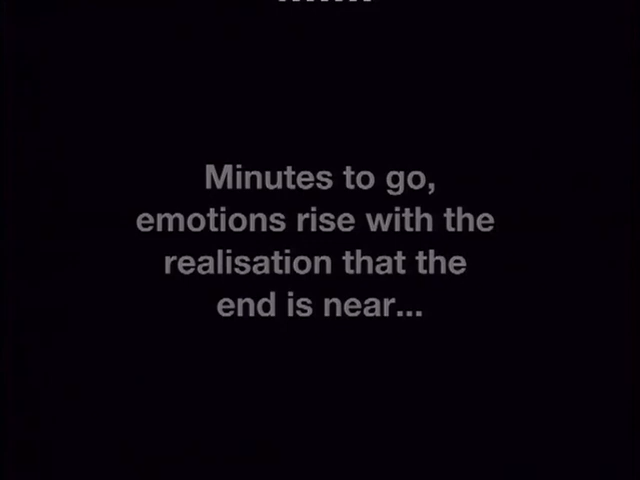 Minutes to go,
emotions rise with the
realisation that the
end is near...